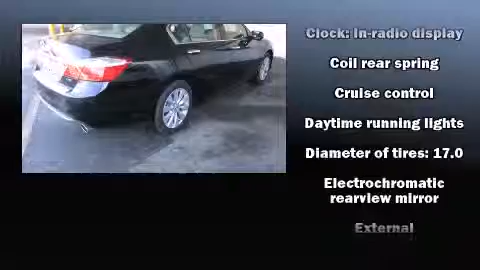 Clock: In-radio display
Coil rear spring
Cruise control
Daytime running lights
Diameter of tires: 17.0
Electrochromatic
rearview mirror
External